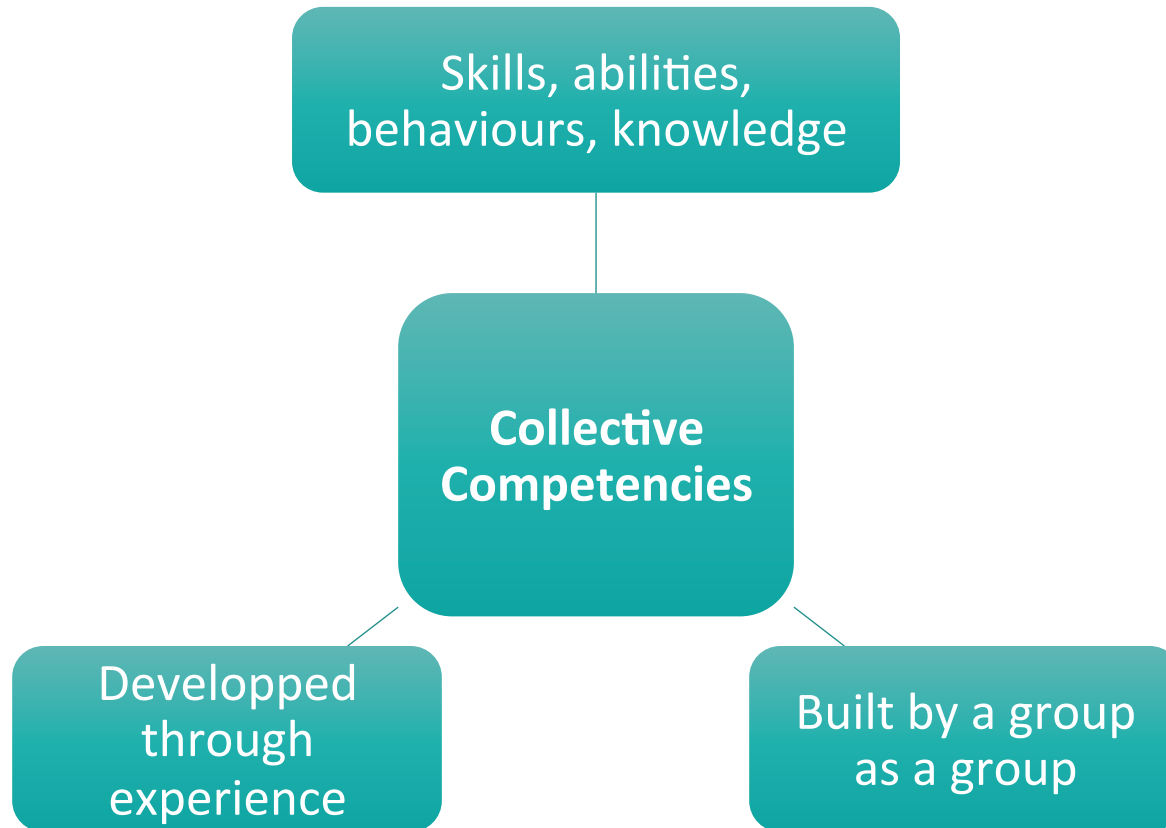 Skills, abilities,
behaviours, knowledge
Collective
Competencies
Developped
through
experience
Built by a group
as a group